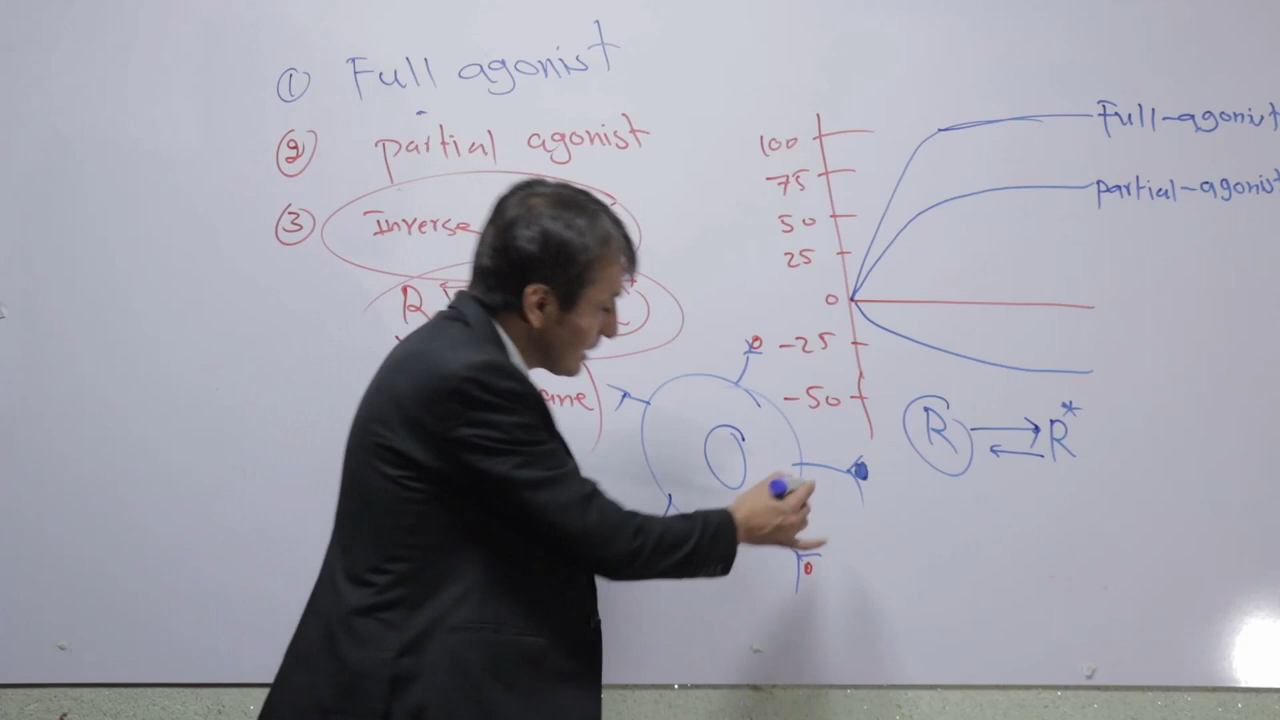 ① Full agonist
② partial agonist
③ Inverse
R
ane)
100
75
50
25
0
-25
-50
Full-agonist
partial-agonist
R R*